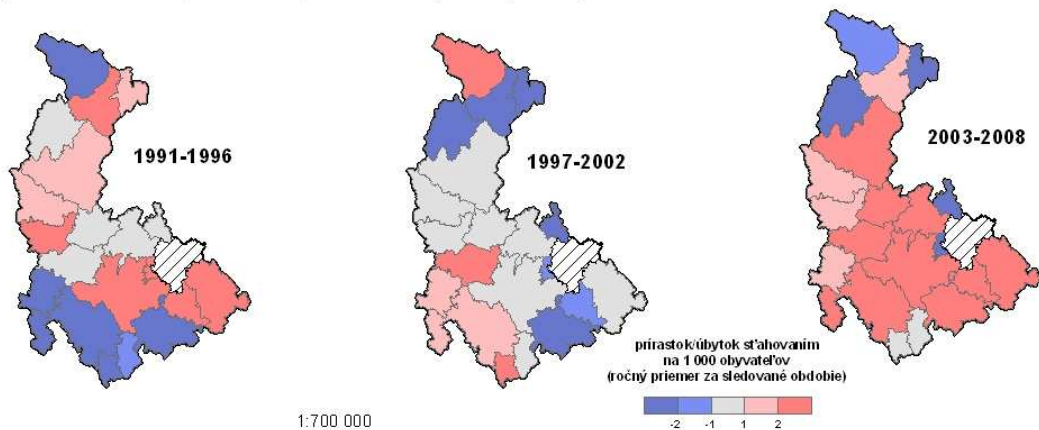 1991-1996
1997-2002
2003-2008
prírastok/úbytok sťahovaním
na 1 000 obyvateľov
(ročný priemer za sledované obdobie)
-2 -1 1 2
1:700 000